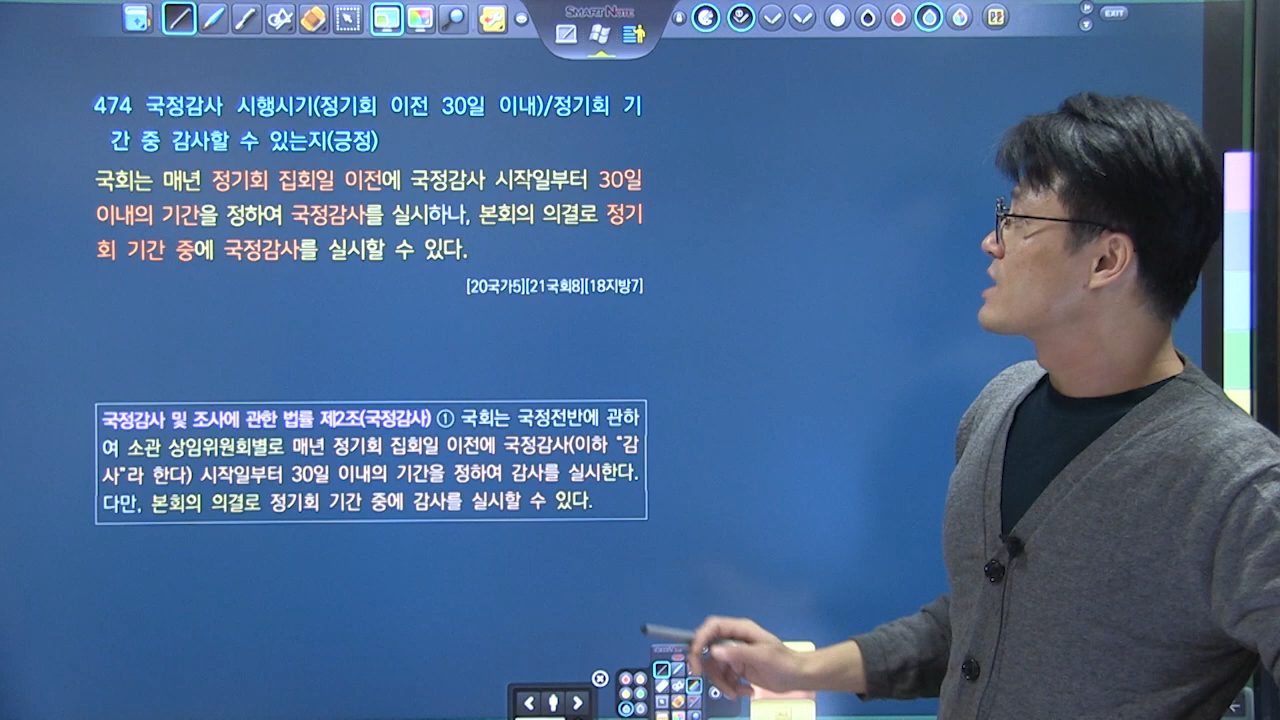 SMART NOTE
EXIT
474 국정감사 시행시기(정기회 이전 30일 이내)/정기회 기
간 중 감사할 수 있는지(긍정)
국회는 매년 정기회 집회일 이전에 국정감사 시작일부터 30일
이내의 기간을 정하여 국정감사를 실시하나, 본회의 의결로 정기
회 기간 중에 국정감사를 실시할 수 있다.
[20국가5][21국회8][18지방7]
국정감사 및 조사에 관한 법률 제2조(국정감사) ① 국회는 국정전반에 관하
여 소관 상임위원회별로 매년 정기회 집회일 이전에 국정감사(이하 "감
사"라 한다) 시작일부터 30일 이내의 기간을 정하여 감사를 실시한다.
다만, 본회의 의결로 정기회 기간 중에 감사를 실시할 수 있다.